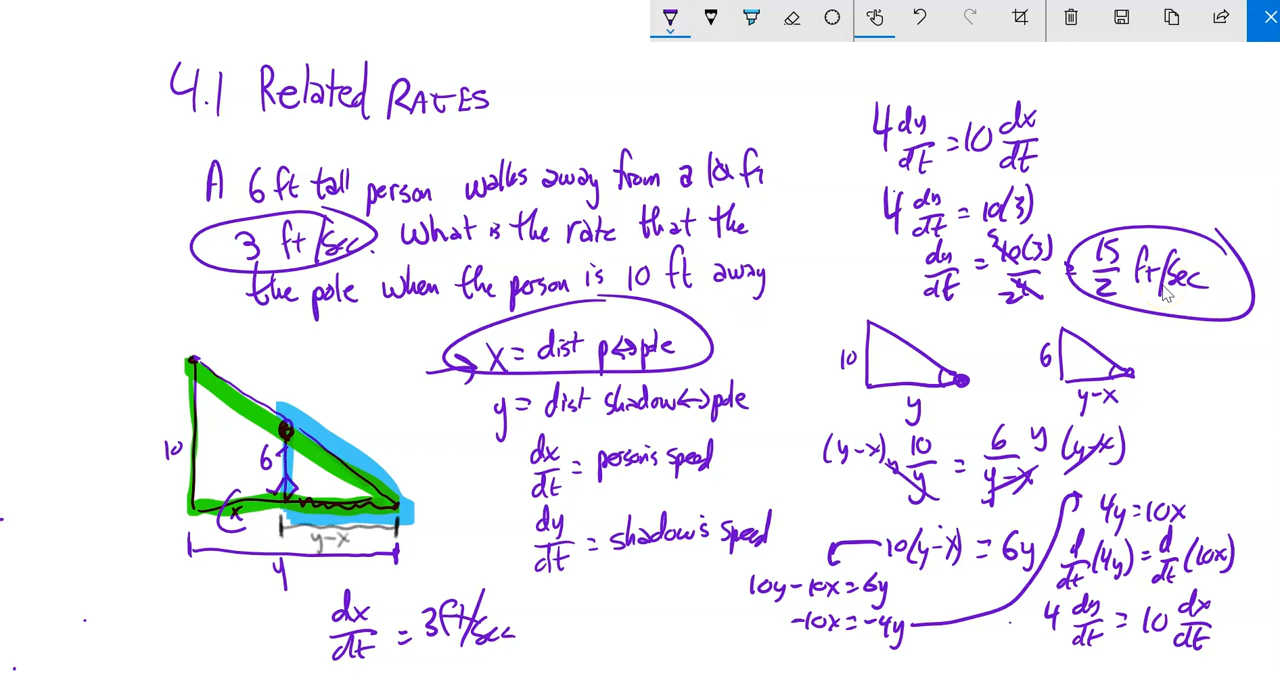 4.1 Related RATES
A 6 ft tall person walks away from a 10 ft
3 ft/sec. What is the rate that the
the pole when the person is 10 ft away
x = dist p↔pole
y = dist shadow↔pole
dx/dt = person's speed
dy/dt = shadow's speed
10
6
x
y-x
y
dx/dt = 3ft/sec
4 dy/dt = 10 dx/dt
4 dy/dt = 10(3)
dy/dt = 10(3)/4 = 15/2 ft/sec
5
2
10
y
6
y-x
(y-x) y 10/y = 6/(y-x) y (y-x)
10(y-x) = 6y
10y-10x=6y
-10x=-4y
4y=10x
d/dt (4y) = d/dt (10x)
4 dy/dt = 10 dx/dt